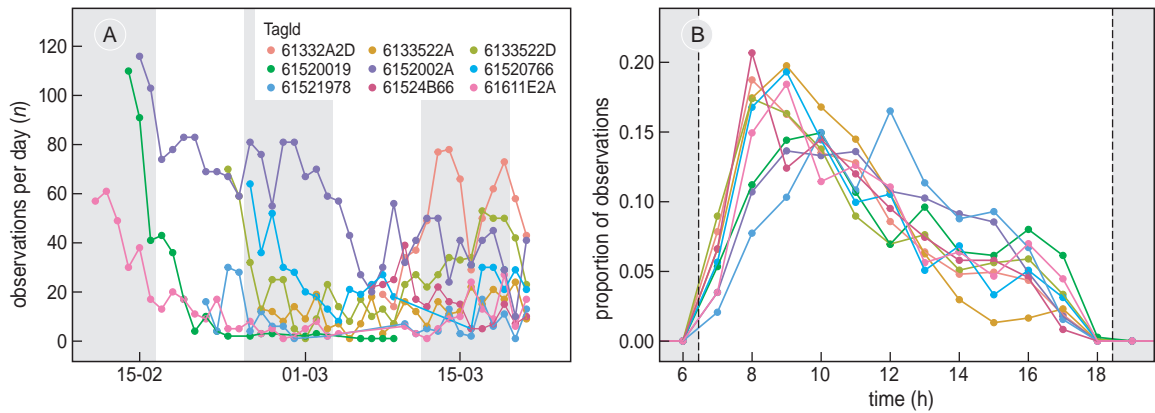 A
TagId
61332A2D 6133522A 6133522D
61520019 6152002A 61520766
61521978 61524B66 61611E2A
observations per day (n)
120
100
80
60
40
20
0
15-02 01-03 15-03
B
proportion of observations
0.20
0.15
0.10
0.05
0.00
6 8 10 12 14 16 18
time (h)